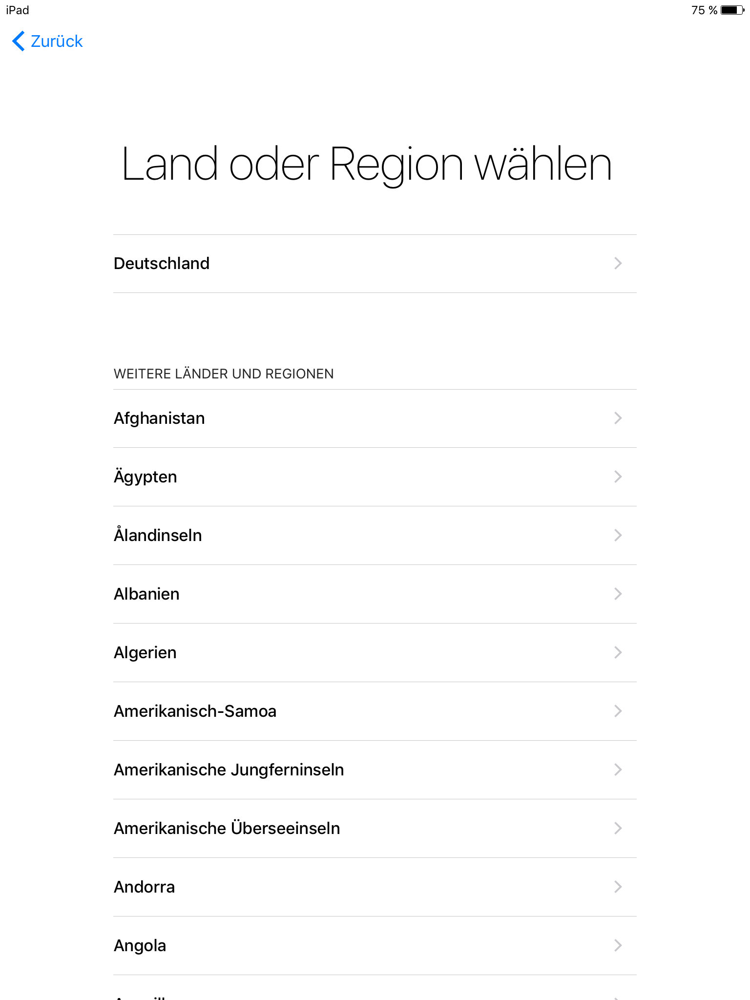 iPad
75 %
Zurück
Land oder Region wählen
Deutschland
WEITERE LÄNDER UND REGIONEN
Afghanistan
Ägypten
Ålandinseln
Albanien
Algerien
Amerikanisch-Samoa
Amerikanische Jungferninseln
Amerikanische Überseeinseln
Andorra
Angola